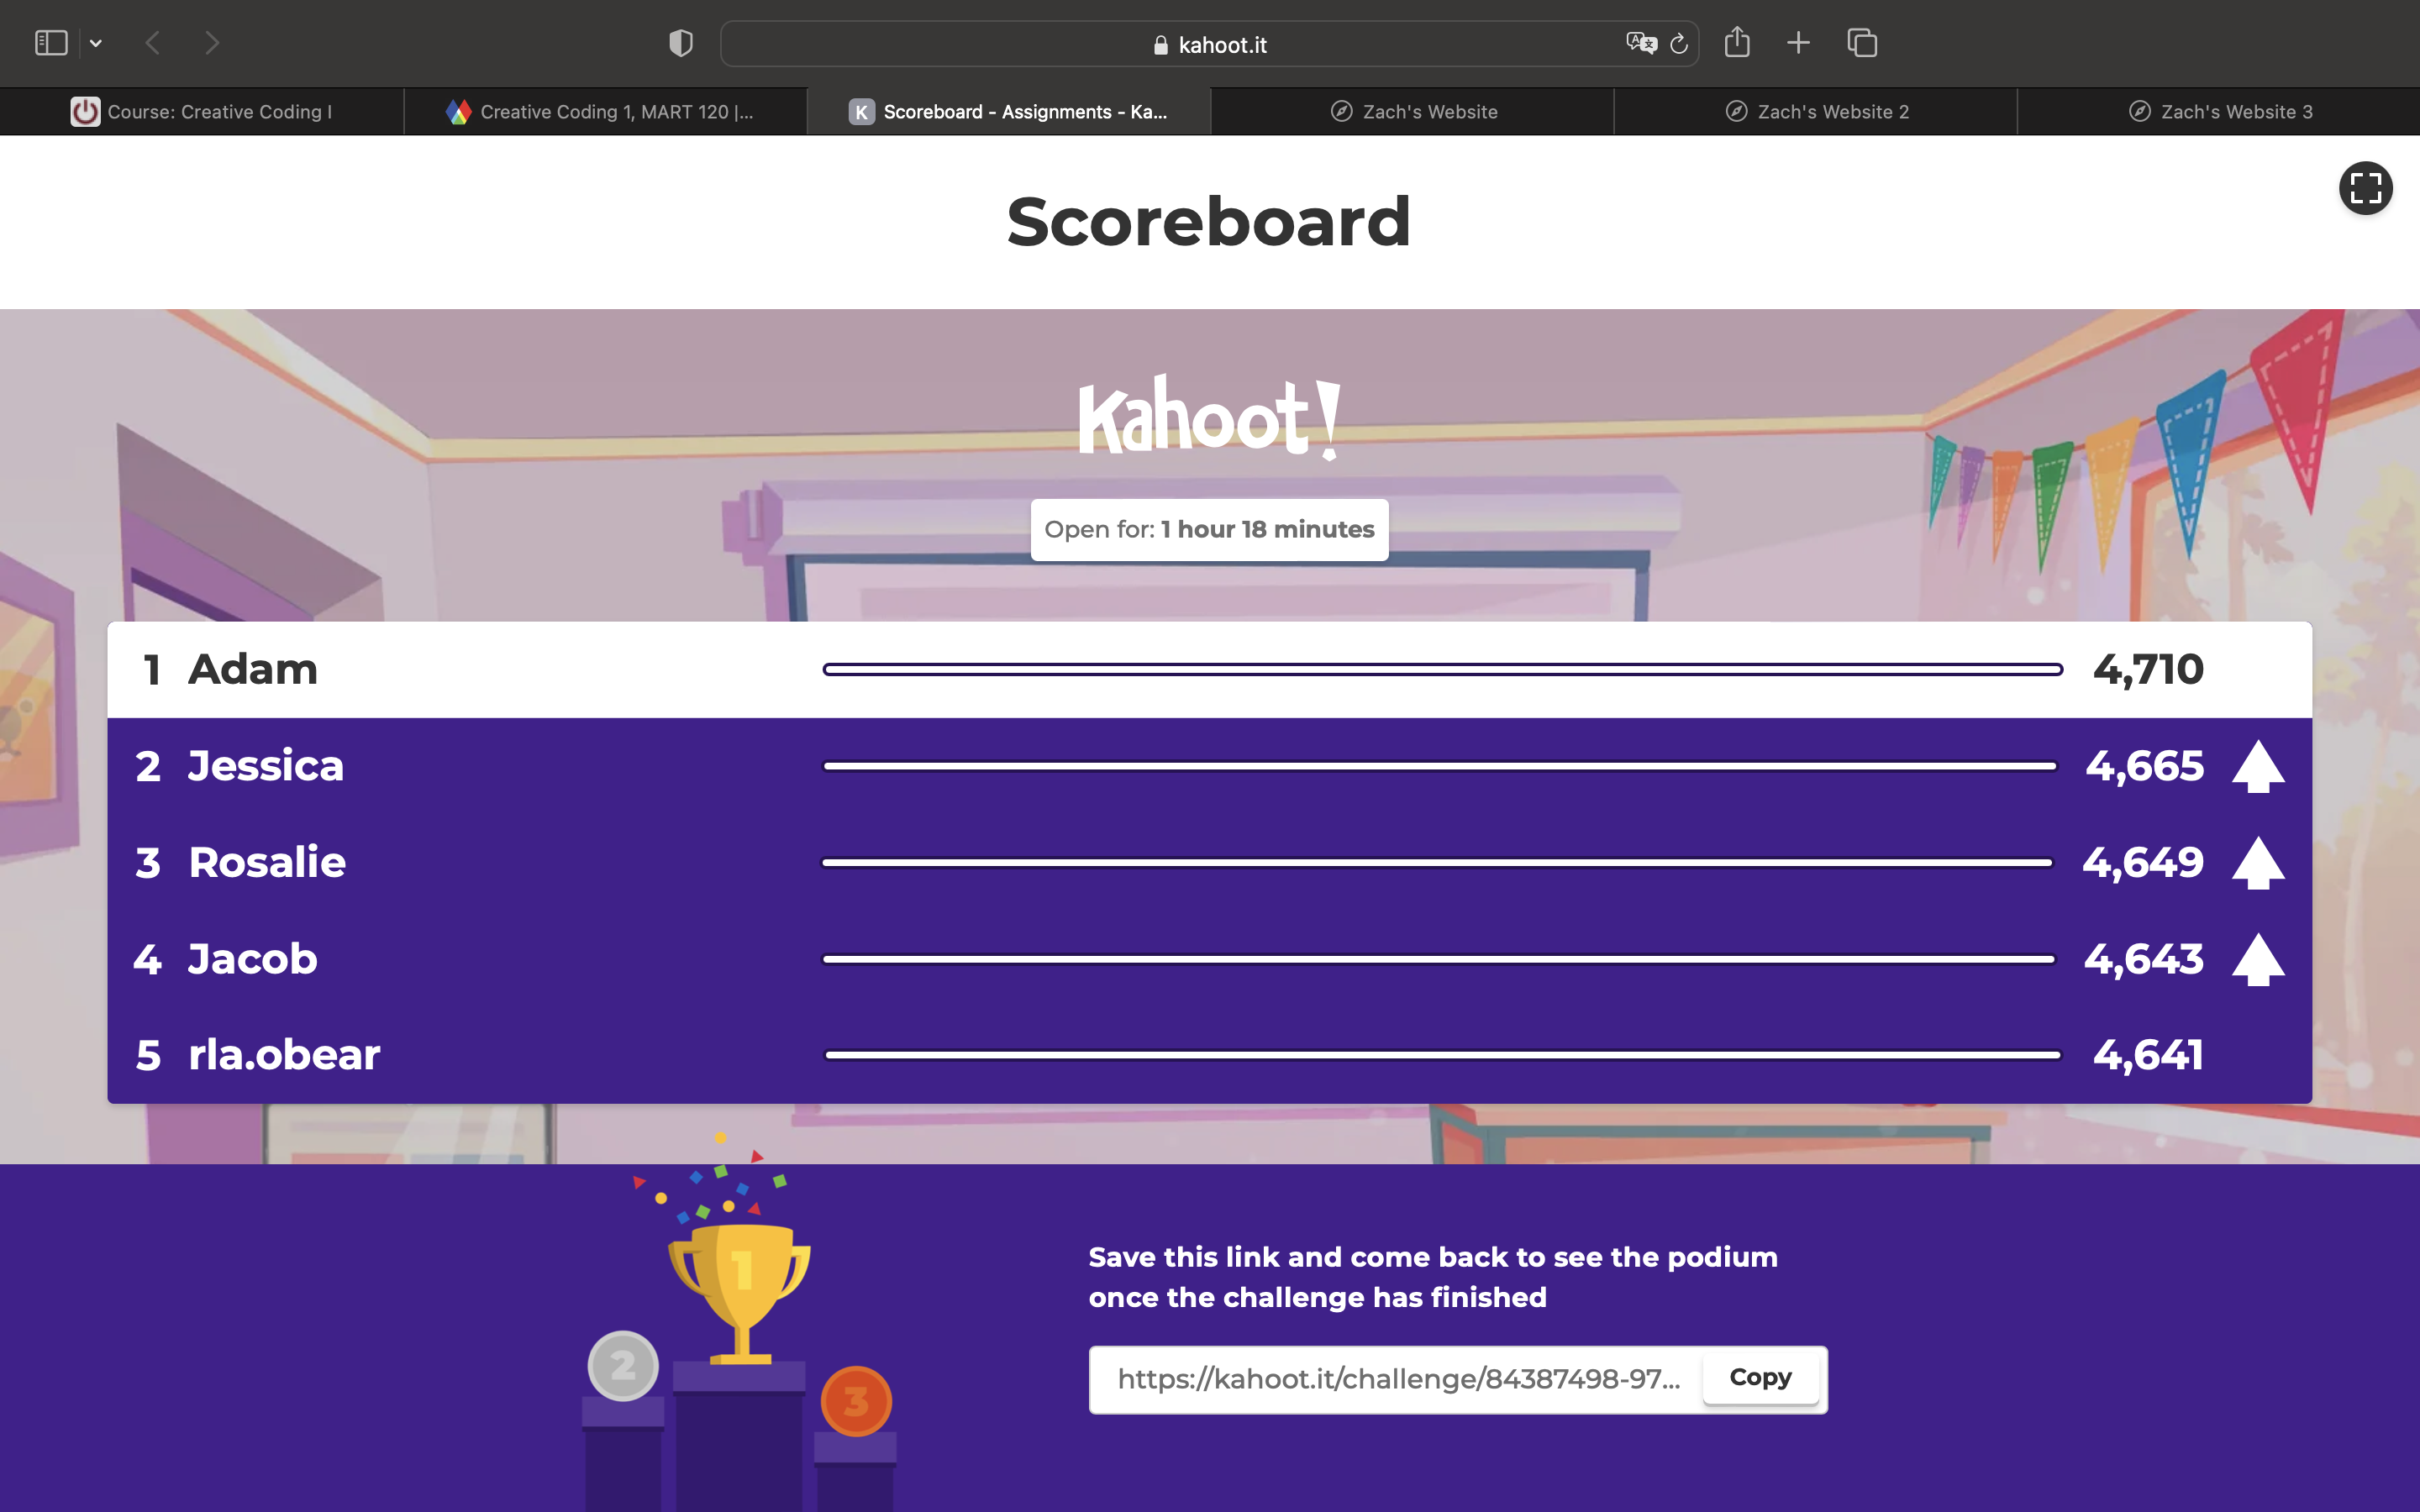 kahoot.it
Course: Creative Coding I
Creative Coding 1, MART 120 |...
K Scoreboard - Assignments - Ka...
Zach's Website
Zach's Website 2
Zach's Website 3
Scoreboard
Kahoot!
Open for: 1 hour 18 minutes
1 Adam 4,710
2 Jessica 4,665
3 Rosalie 4,649
4 Jacob 4,643
5 rla.obear 4,641
1
2
3
Save this link and come back to see the podium
once the challenge has finished
https://kahoot.it/challenge/84387498-97... Copy